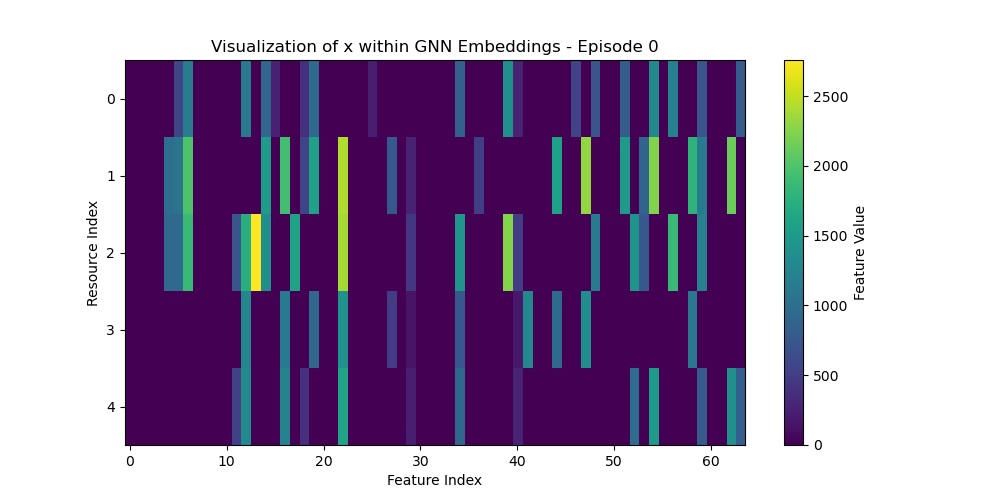 Visualization of x within GNN Embeddings - Episode 0
Resource Index
0
1
2
3
4
0 10 20 30 40 50 60
Feature Index
2500
2000
1500
1000
500
0
Feature Value